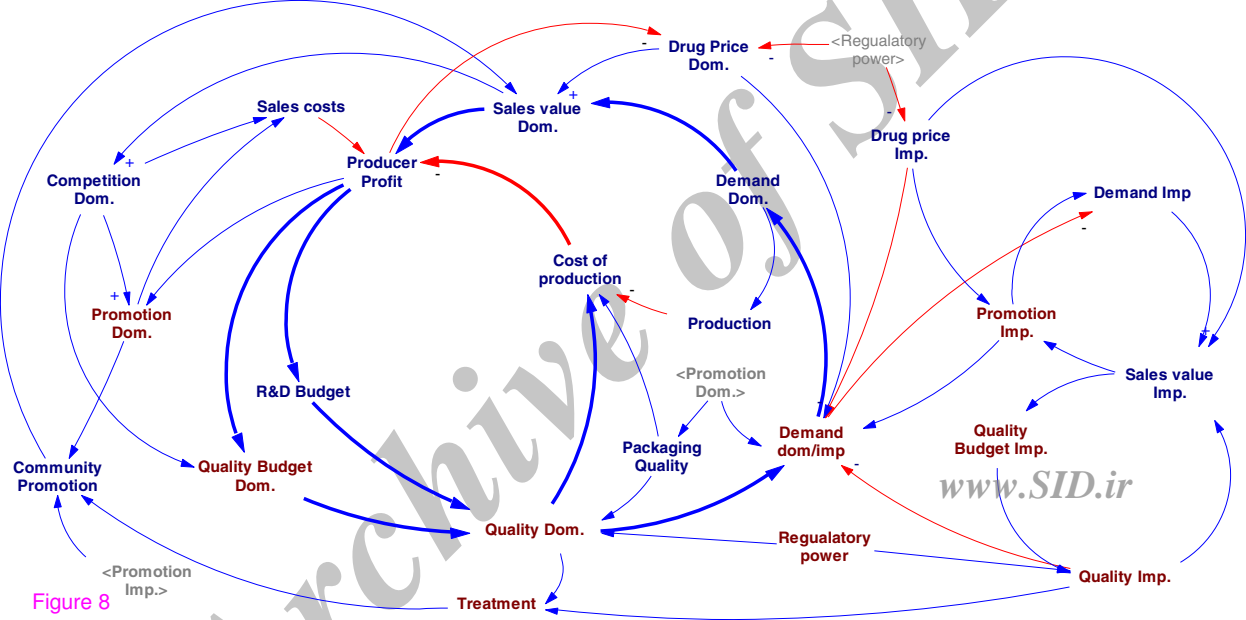 Drug Price
Dom.
<Regualatory
power>
Sales costs
Sales value
Dom.
Drug price
Imp.
Producer
Profit
Competition
Dom.
Demand
Dom.
Demand Imp
Cost of
production
Promotion
Dom.
Production
Promotion
Imp.
<Promotion
Dom.>
Sales value
Imp.
R&D Budget
Demand
dom/imp
Quality
Budget Imp.
Packaging
Quality
Community
Promotion
Quality Budget
Dom.
www.SID.ir
Quality Dom.
Regualatory
power
<Promotion
Imp.>
Quality Imp.
Figure 8
Treatment
Archive of SID